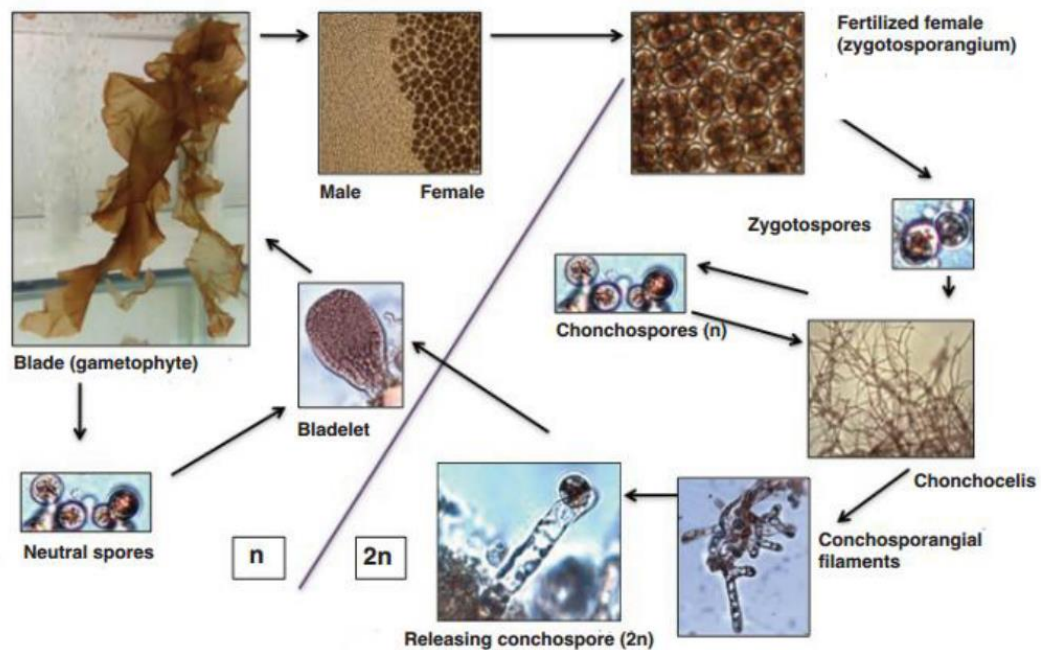 Fertilized female
(zygotosporangium)
Male
Female
Zygotospores
Chonchospores (n)
Blade (gametophyte)
Bladelet
Chonchocelis
Neutral spores
n
2n
Conchosporangial
filaments
Releasing conchospore (2n)